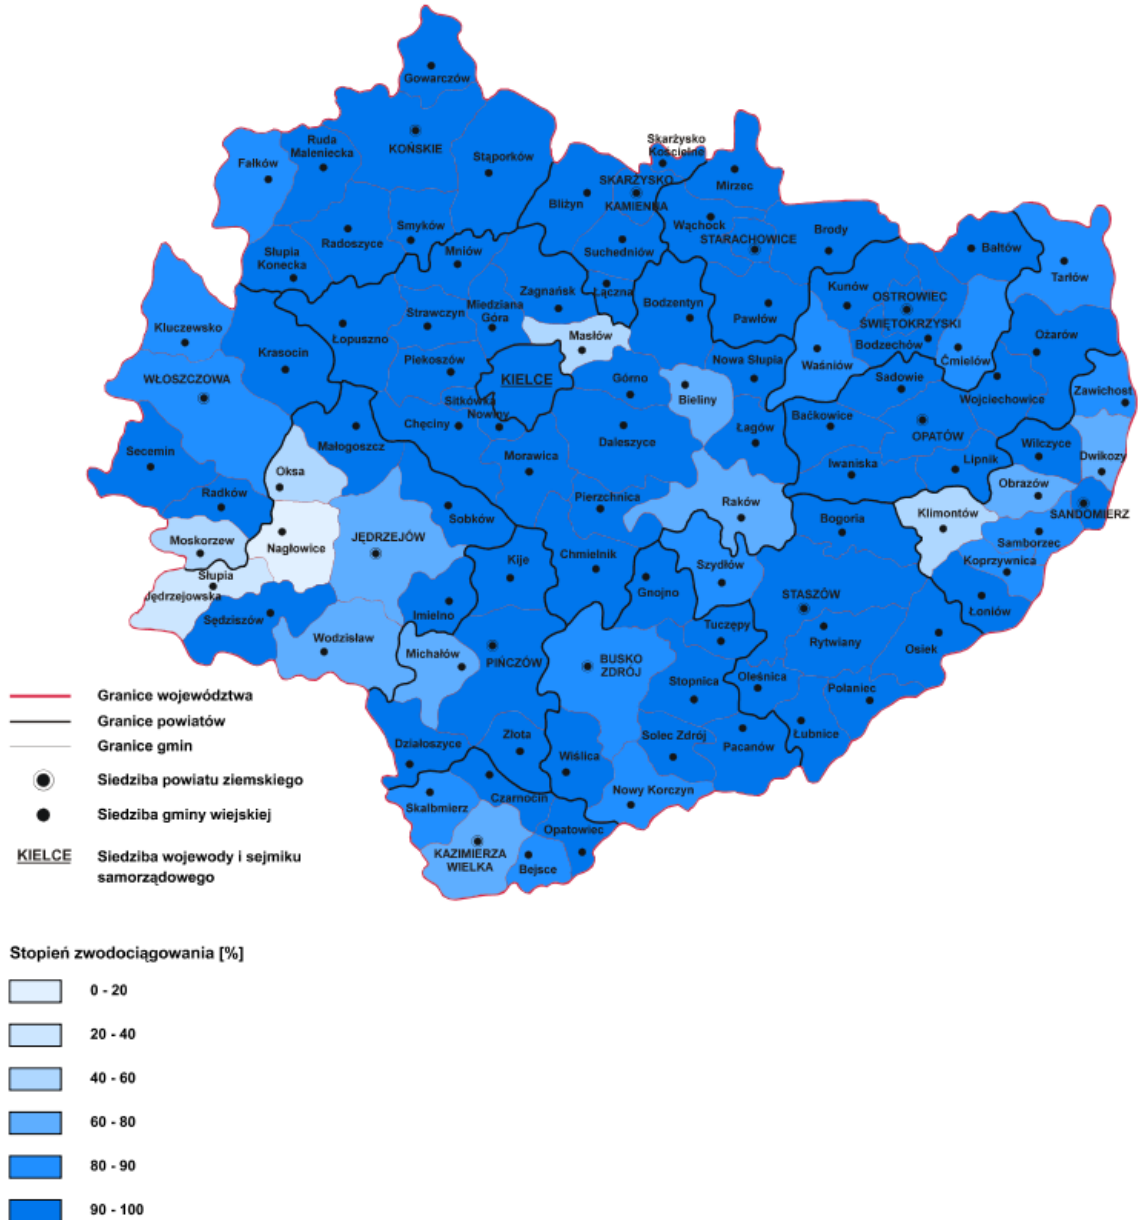 Gowarczów
KOŃSKIE
Ruda
Maleniecka
Fałków
Stąporków
Skarżysko
Kościelne
SKARŻYSKO
KAMIENNA
Mirzec
Bliżyn
Wąchock
Smyków
Radoszyce
Suchedniów
STARACHOWICE
Brody
Bałtów
Słupia
Konecka
Mniów
Tarłów
Zagnańsk
Łączna
Bodzentyn
Kunów
OSTROWIEC
ŚWIĘTOKRZYSKI
Miedziana
Góra
Strawczyn
Pawłów
Kluczewsko
Łopuszno
Masłów
Bodzechów
Ożarów
Krasocin
Piekoszów
Nowa Słupia
Waśniów
Ćmielów
WŁOSZCZOWA
KIELCE
Górno
Bieliny
Sadowie
Zawichost
Sitkówka
Nowiny
Wojciechowice
Baćkowice
Chęciny
Łagów
OPATÓW
Małogoszcz
Daleszyce
Wilczyce
Secemin
Morawica
Iwaniska
Lipnik
Dwikozy
Oksa
Obrazów
Radków
Pierzchnica
Raków
Klimontów
SANDOMIERZ
Sobków
Bogoria
Moskorzew
Nagłowice
JĘDRZEJÓW
Samborzec
Kije
Chmielnik
Szydłów
Koprzywnica
Słupia
Jędrzejowska
Gnojno
STASZÓW
Sędziszów
Imielno
Łoniów
Wodzisław
Tuczępy
Rytwiany
Michałów
PIŃCZÓW
BUSKO
ZDRÓJ
Osiek
Stopnica
Oleśnica
Połaniec
Złota
Solec Zdrój
Łubnice
Działoszyce
Pacanów
Wiślica
Czarnocin
Nowy Korczyn
Skalbmierz
Opatowiec
KAZIMIERZA
WIELKA
Bejsce
Granice województwa
Granice powiatów
Granice gmin
Siedziba powiatu ziemskiego
Siedziba gminy wiejskiej
KIELCE Siedziba wojewody i sejmiku
samorządowego
Stopień zwodociągowania [%]
0 - 20
20 - 40
40 - 60
60 - 80
80 - 90
90 - 100